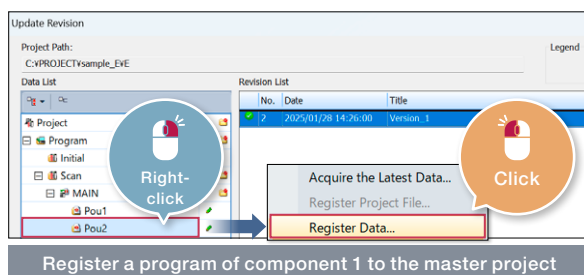 Update Revision
Project Path:
Legend
C:¥PROJECT¥sample_E¥E
Data List
Revision List
No. Date Title
2 2025/01/28 14:26:00 Version_1
Project
Program
Initial
Scan
MAIN
Pou1
Pou2
Right-
click
Click
Acquire the Latest Data...
Register Project File...
Register Data...
Register a program of component 1 to the master project